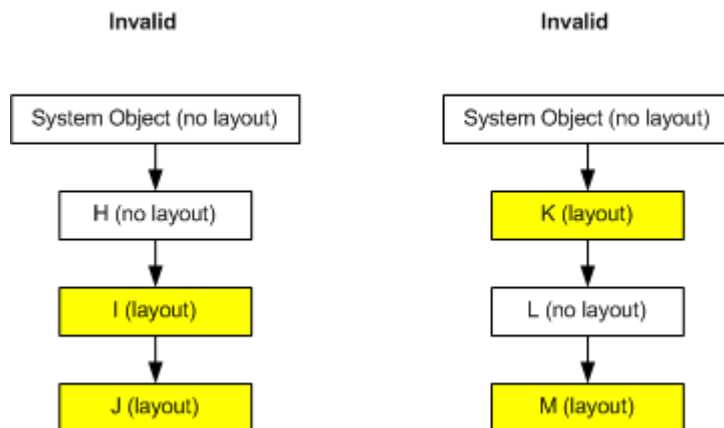 Invalid
System Object (no layout)
H (no layout)
I (layout)
J (layout)
Invalid
System Object (no layout)
K (layout)
L (no layout)
M (layout)